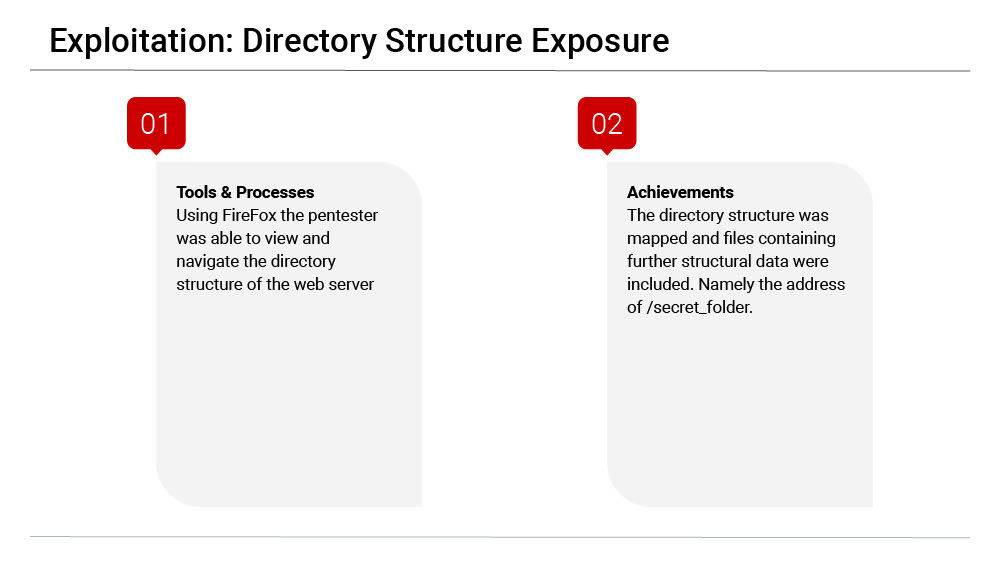 Exploitation: Directory Structure Exposure
01
Tools & Processes
Using FireFox the pentester
was able to view and
navigate the directory
structure of the web server
02
Achievements
The directory structure was
mapped and files containing
further structural data were
included. Namely the address
of /secret_folder.